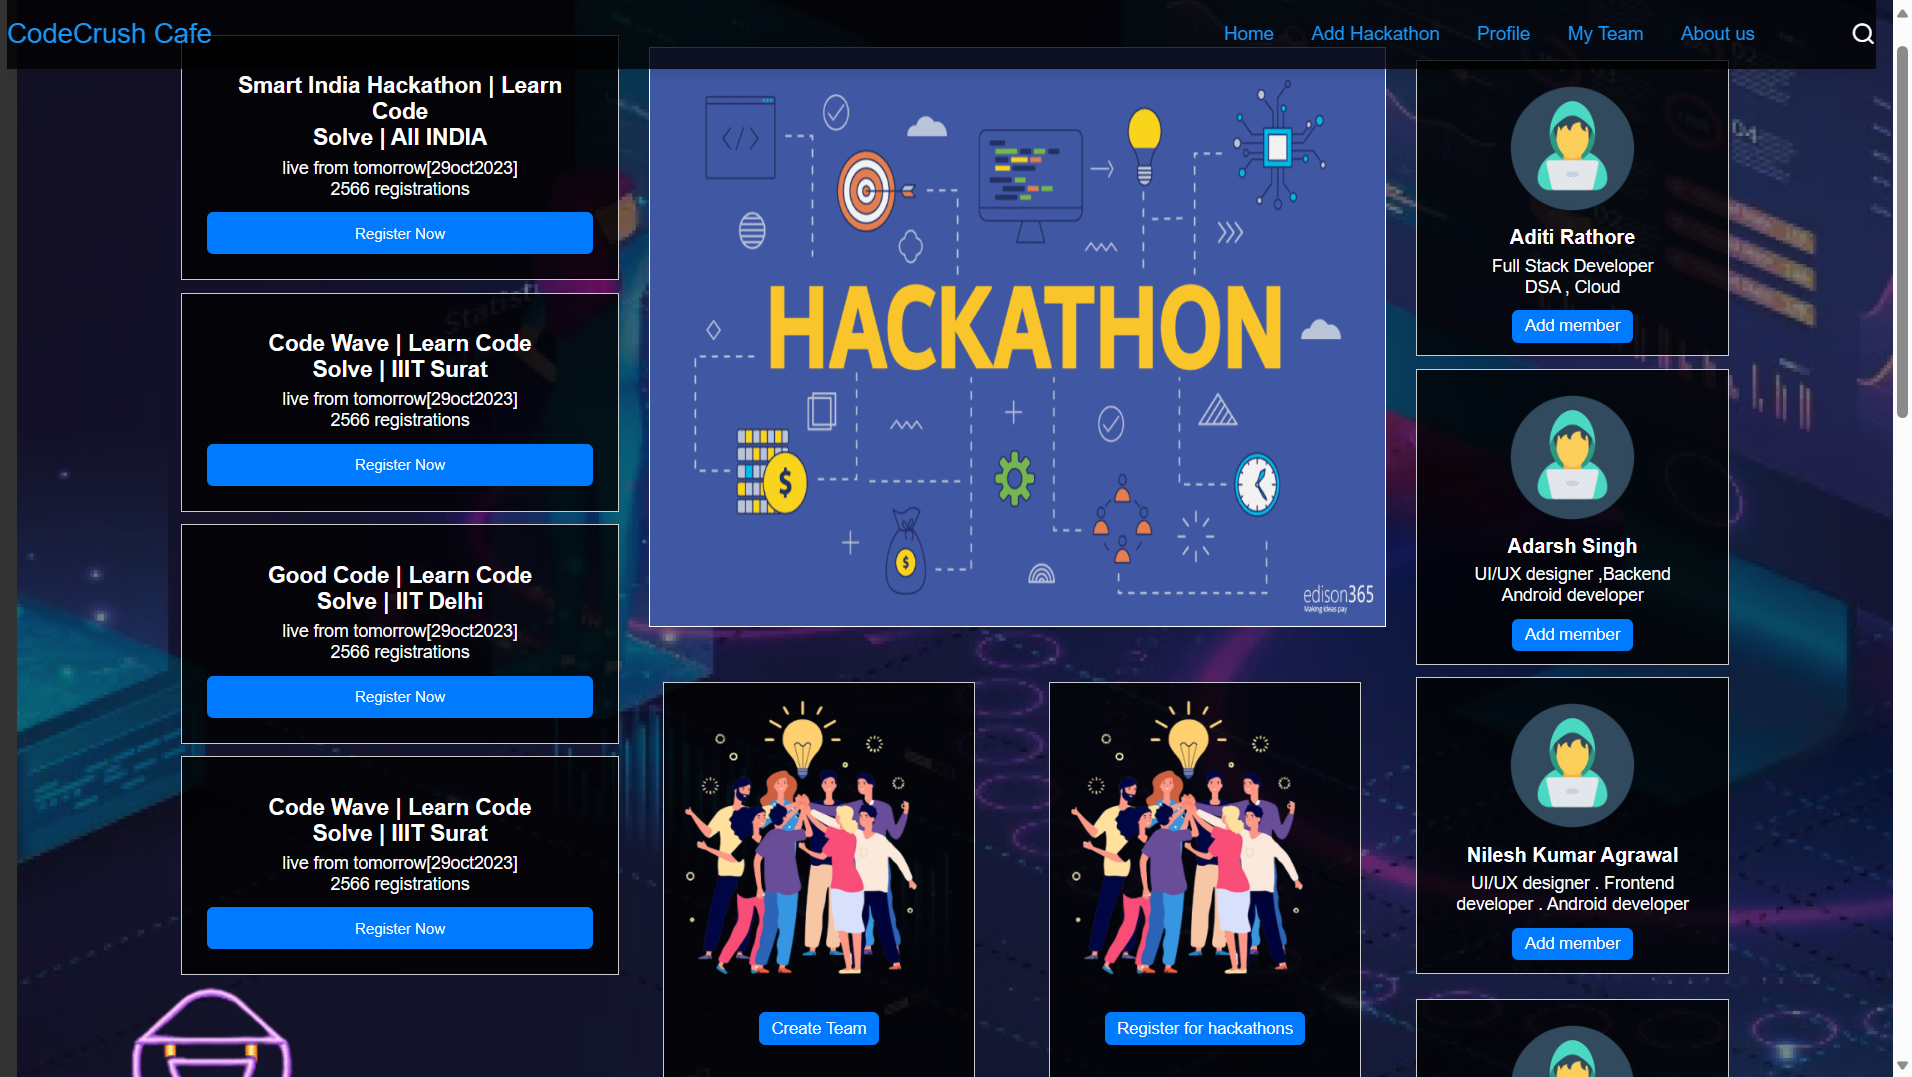 CodeCrush Cafe
Home
Add Hackathon
Profile
My Team
About us
Smart India Hackathon | Learn
Code
Solve | All INDIA
live from tomorrow[29oct2023]
2566 registrations
Register Now
Code Wave | Learn Code
Solve | IIIT Surat
live from tomorrow[29oct2023]
2566 registrations
Register Now
Good Code | Learn Code
Solve | IIT Delhi
live from tomorrow[29oct2023]
2566 registrations
Register Now
Code Wave | Learn Code
Solve | IIIT Surat
live from tomorrow[29oct2023]
2566 registrations
Register Now
</>
HACKATHON
$
$
edison365
Making ideas pay
Create Team
Register for hackathons
Aditi Rathore
Full Stack Developer
DSA , Cloud
Add member
Adarsh Singh
UI/UX designer ,Backend
Android developer
Add member
Nilesh Kumar Agrawal
UI/UX designer . Frontend
developer . Android developer
Add member
04